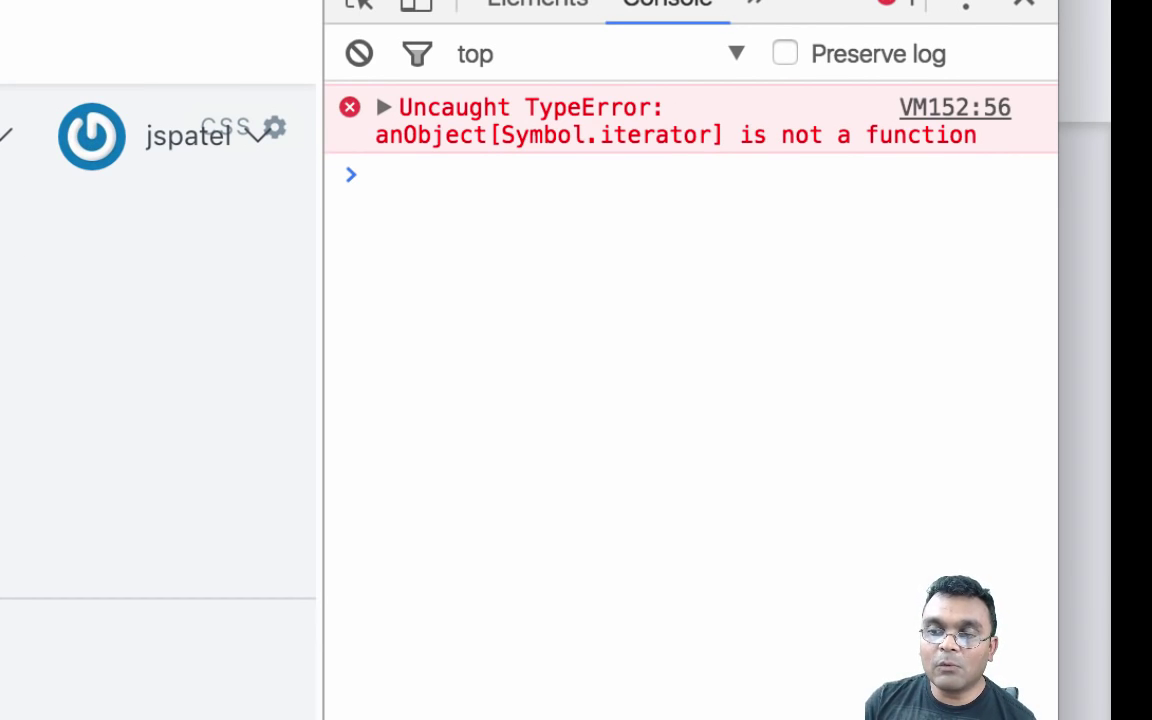 Elements Console »
top Preserve log
Uncaught TypeError: VM152:56
anObject[Symbol.iterator] is not a function
jspatel
CSS